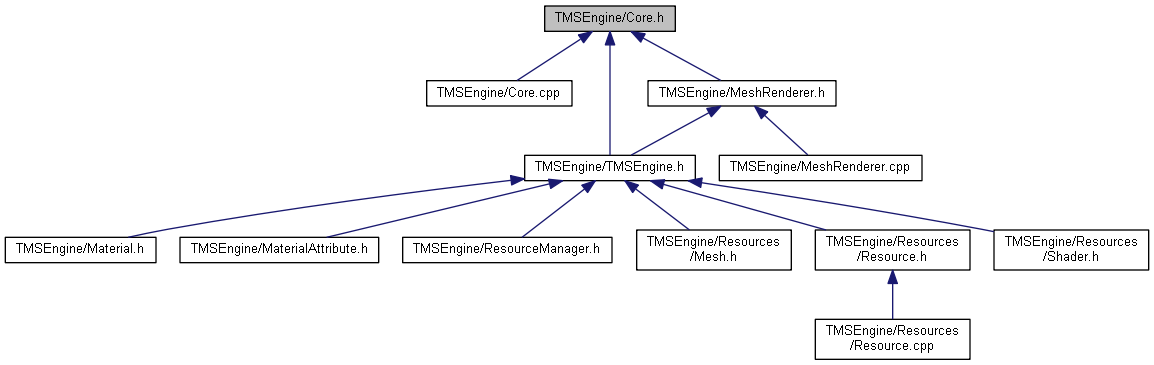 TMSEngine/Core.h
TMSEngine/Core.cpp
TMSEngine/MeshRenderer.h
TMSEngine/TMSEngine.h
TMSEngine/MeshRenderer.cpp
TMSEngine/Material.h
TMSEngine/MaterialAttribute.h
TMSEngine/ResourceManager.h
TMSEngine/Resources
/Mesh.h
TMSEngine/Resources
/Resource.h
TMSEngine/Resources
/Shader.h
TMSEngine/Resources
/Resource.cpp